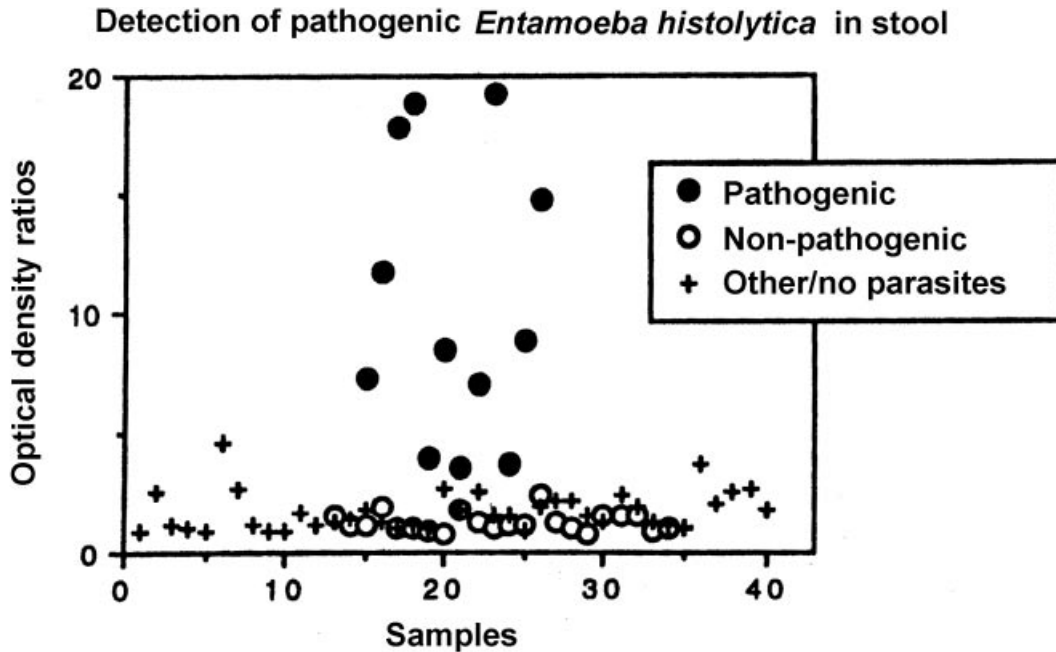 Detection of pathogenic Entamoeba histolytica in stool
20
10
0
Optical density ratios
Pathogenic
Non-pathogenic
Other/no parasites
0 10 20 30 40
Samples